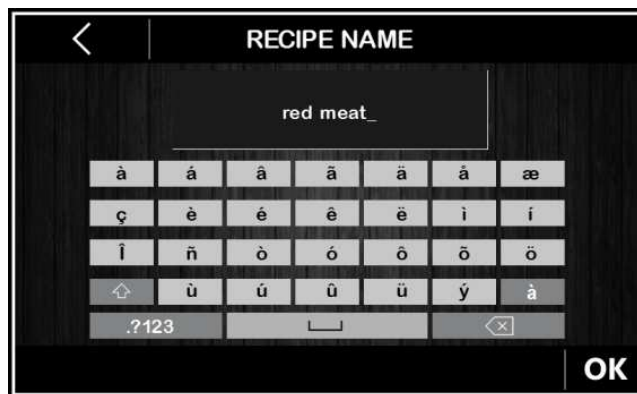 RECIPE NAME
red meat_
à á â ã ä å æ
ç è é ê ë ì í
Î ñ ò ó ô õ ö
ù ú û ü ý à
.?123
OK